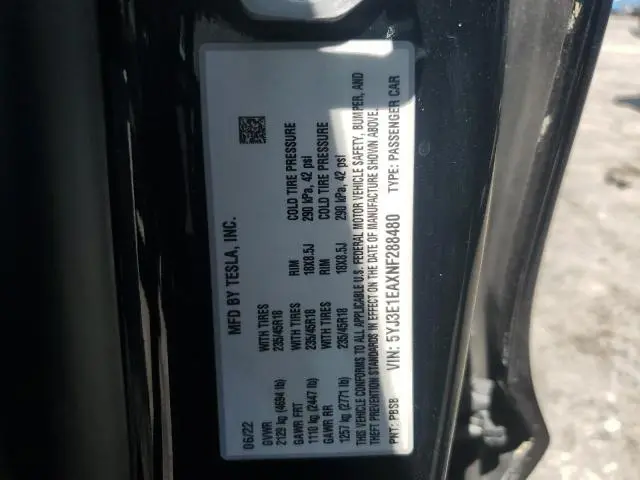 MFD BY TESLA, INC.
06/22
GVWR
2129 kg (4694 lb)
WITH TIRES
235/45R18
RIM
18X8.5J
COLD TIRE PRESSURE
290 kPa, 42 psi
GAWR FRT
1110 kg (2447 lb)
WITH TIRES
235/45R18
RIM
18X8.5J
COLD TIRE PRESSURE
290 kPa, 42 psi
GAWR RR
1257 kg (2771 lb)
WITH TIRES
235/45R18
THIS VEHICLE CONFORMS TO ALL APPLICABLE U.S. FEDERAL MOTOR VEHICLE SAFETY, BUMPER, AND
THEFT PREVENTION STANDARDS IN EFFECT ON THE DATE OF MANUFACTURE SHOWN ABOVE.
PNT: PBSB
VIN: 5YJ3E1EAXNF288480
TYPE: PASSENGER CAR